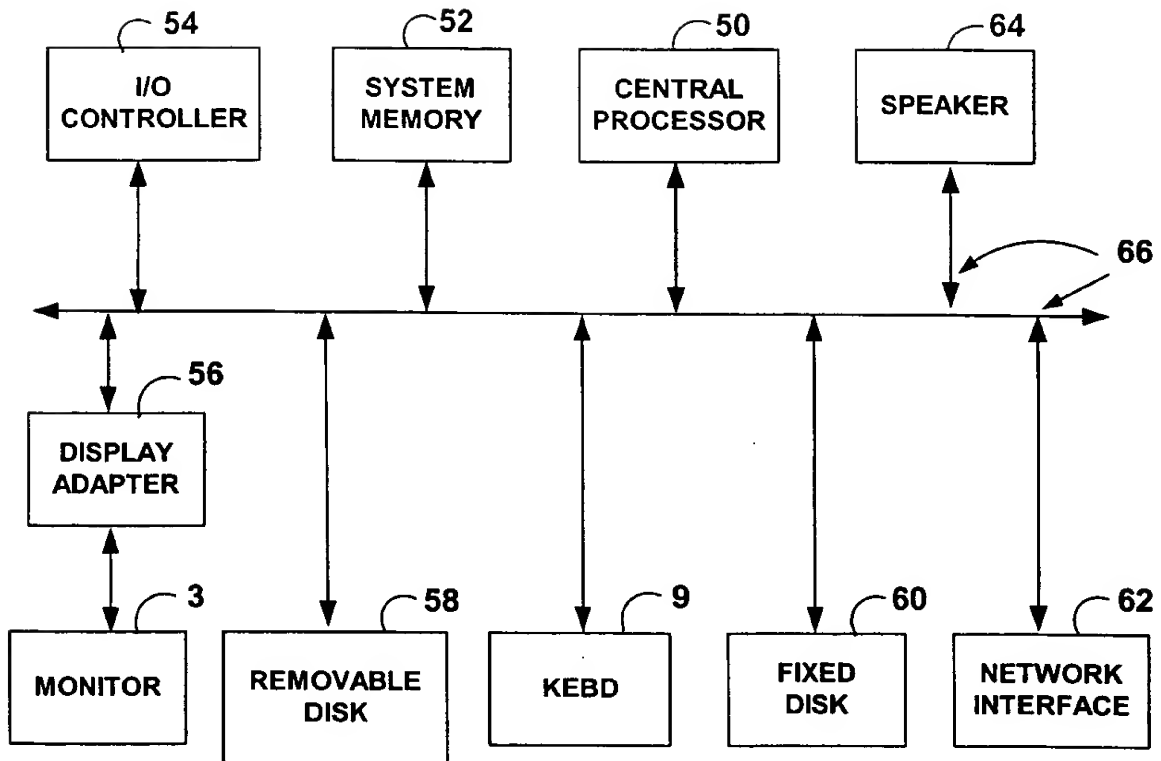 54
52
50
64
I/O
CONTROLLER
SYSTEM
MEMORY
CENTRAL
PROCESSOR
SPEAKER
66
56
DISPLAY
ADAPTER
3
58
9
60
62
MONITOR
REMOVABLE
DISK
KEBD
FIXED
DISK
NETWORK
INTERFACE